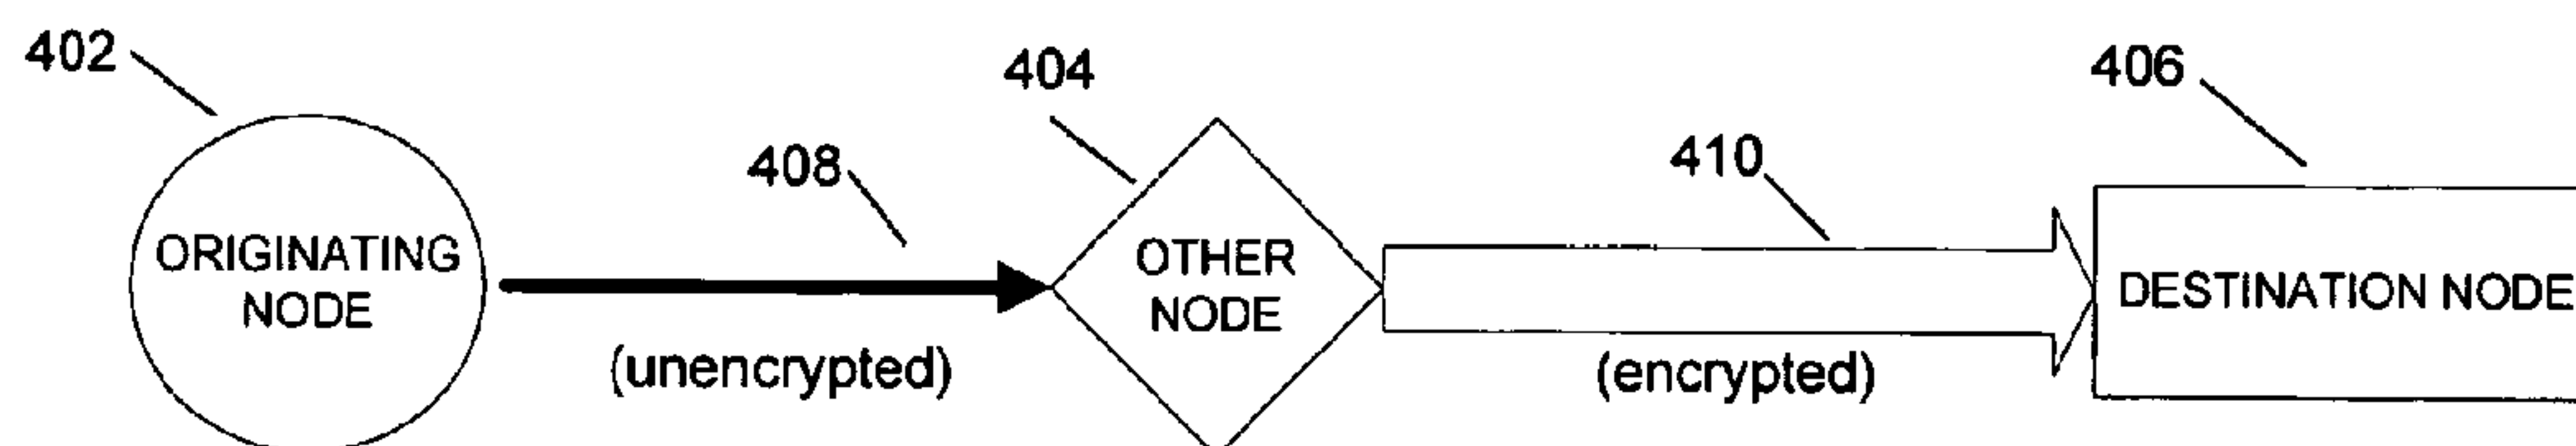 402
404
406
408
410
ORIGINATING
NODE
OTHER
NODE
DESTINATION NODE
(unencrypted)
(encrypted)